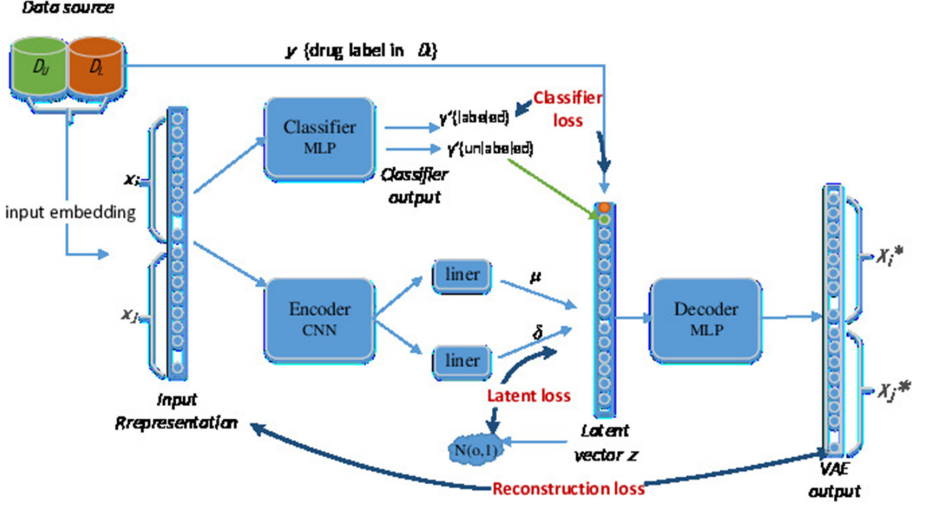 Data source
D_U
D_L
y {drug label in D_L}
Classifier
loss
Classifier
MLP
y'(labeled)
y'(unlabeled)
Classifier
output
x_i
input embedding
x_j
Encoder
CNN
liner
liner
μ
δ
Decoder
MLP
X_i*
X_j*
Latent loss
N(o,1)
Latent
vector z
Input
Rrepresentation
Reconstruction loss
VAE
output